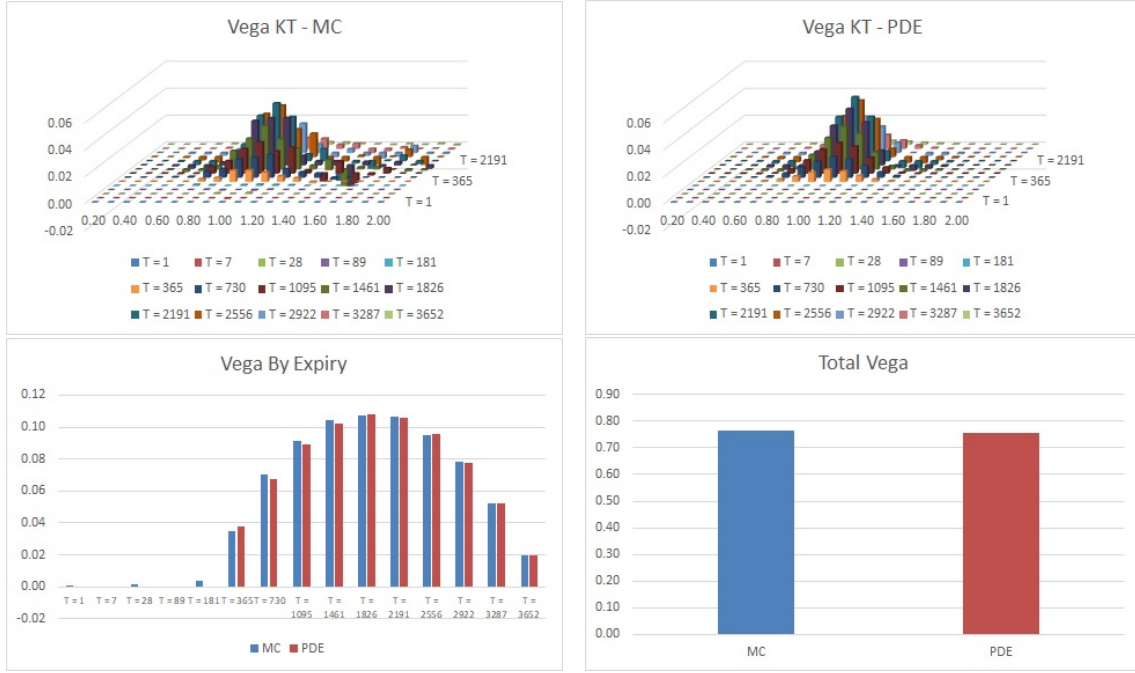 Vega KT - MC
0.06
0.04
0.02
0.00
-0.02
0.20 0.40 0.60 0.80 1.00 1.20 1.40 1.60 1.80 2.00
T = 2191
T = 365
T = 1
T = 1 T = 7 T = 28 T = 89 T = 181
T = 365 T = 730 T = 1095 T = 1461 T = 1826
T = 2191 T = 2556 T = 2922 T = 3287 T = 3652
Vega KT - PDE
0.06
0.04
0.02
0.00
-0.02
0.20 0.40 0.60 0.80 1.00 1.20 1.40 1.60 1.80 2.00
T = 2191
T = 365
T = 1
T = 1 T = 7 T = 28 T = 89 T = 181
T = 365 T = 730 T = 1095 T = 1461 T = 1826
T = 2191 T = 2556 T = 2922 T = 3287 T = 3652
Vega By Expiry
0.12
0.10
0.08
0.06
0.04
0.02
0.00
-0.02
T = 1 T = 7 T = 28 T = 89 T = 181 T = 365 T = 730 T = T = T = T = T = T = T = T =
1095 1461 1826 2191 2556 2922 3287 3652
MC PDE
Total Vega
0.90
0.80
0.70
0.60
0.50
0.40
0.30
0.20
0.10
0.00
MC PDE